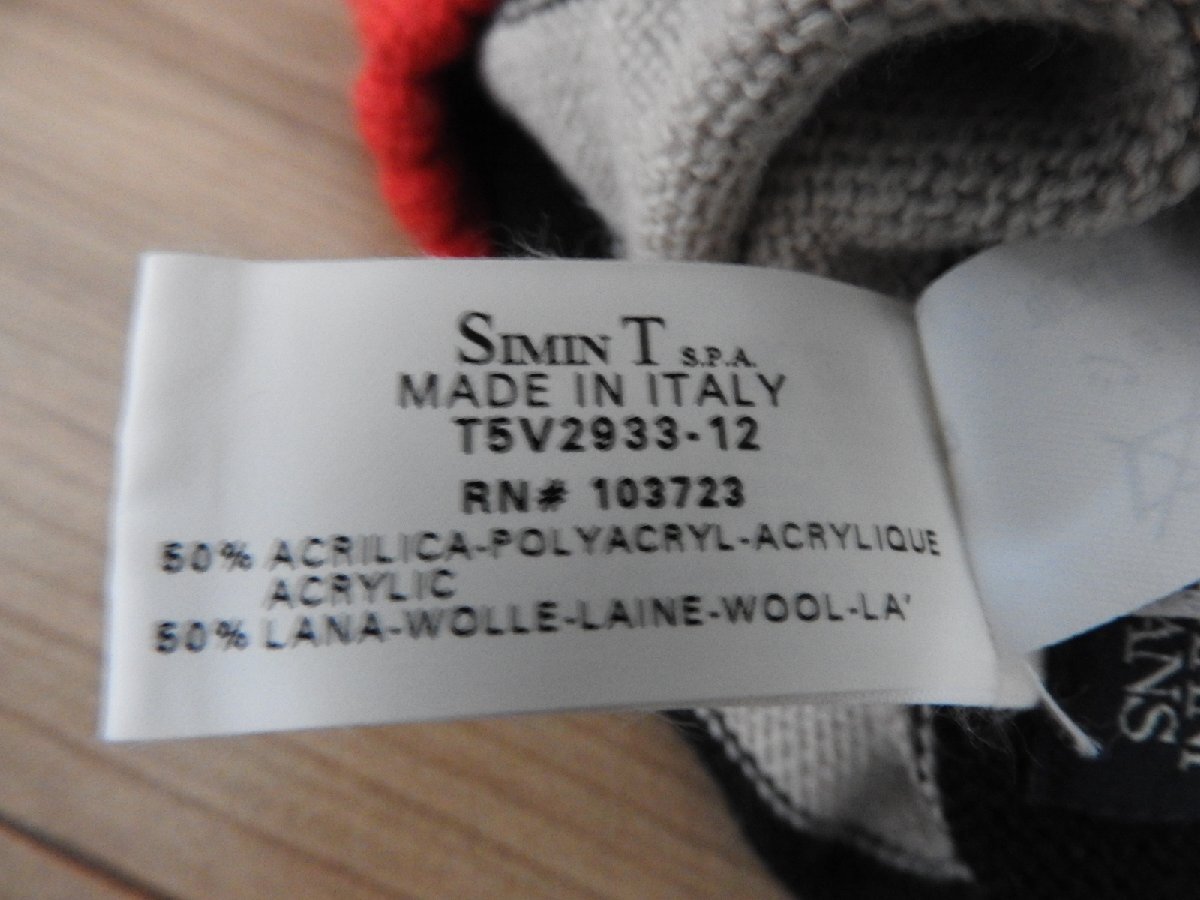 SIMIN T S.P.A.
MADE IN ITALY
T5V2933-12
RN# 103723
50% ACRILICA-POLYACRYL-ACRYLIQUE
ACRYLIC
50% LANA-WOLLE-LAINE-WOOL-LA'
ANS